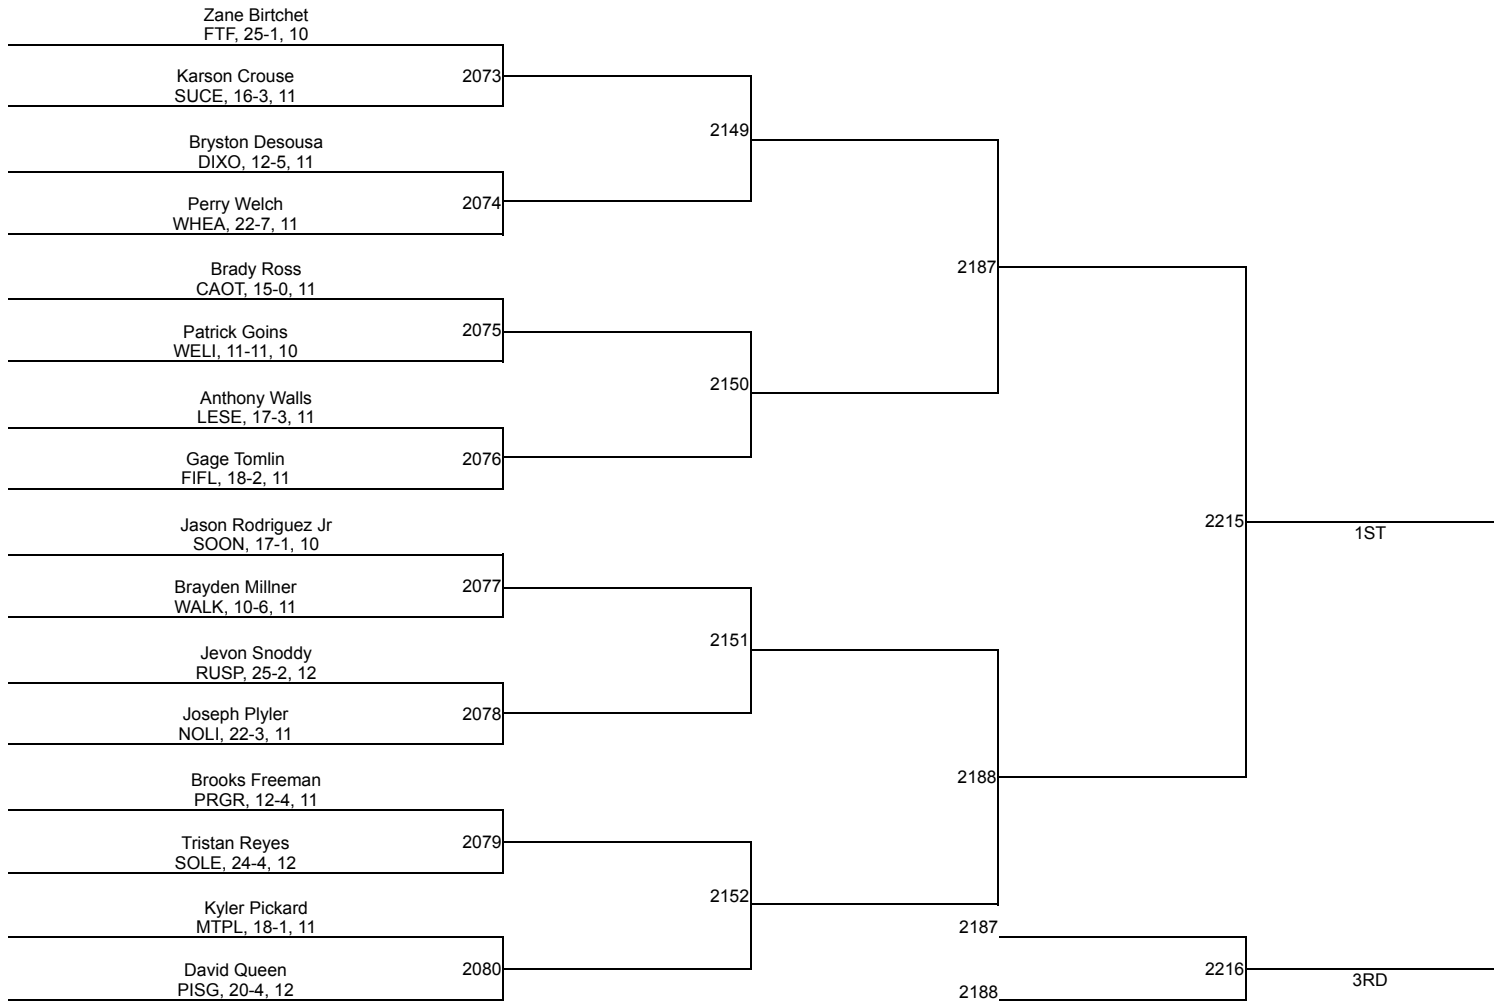 Zane Birtchet
FTF, 25-1, 10
Karson Crouse
SUCE, 16-3, 11
2073
Bryston Desousa
DIXO, 12-5, 11
Perry Welch
WHEA, 22-7, 11
2074
2149
Brady Ross
CAOT, 15-0, 11
Patrick Goins
WELI, 11-11, 10
2075
Anthony Walls
LESE, 17-3, 11
Gage Tomlin
FIFL, 18-2, 11
2076
2150
2187
Jason Rodriguez Jr
SOON, 17-1, 10
Brayden Millner
WALK, 10-6, 11
2077
Jevon Snoddy
RUSP, 25-2, 12
Joseph Plyler
NOLI, 22-3, 11
2078
2151
Brooks Freeman
PRGR, 12-4, 11
Tristan Reyes
SOLE, 24-4, 12
2079
Kyler Pickard
MTPL, 18-1, 11
David Queen
PISG, 20-4, 12
2080
2152
2188
2215
1ST
2187
2188
2216
3RD